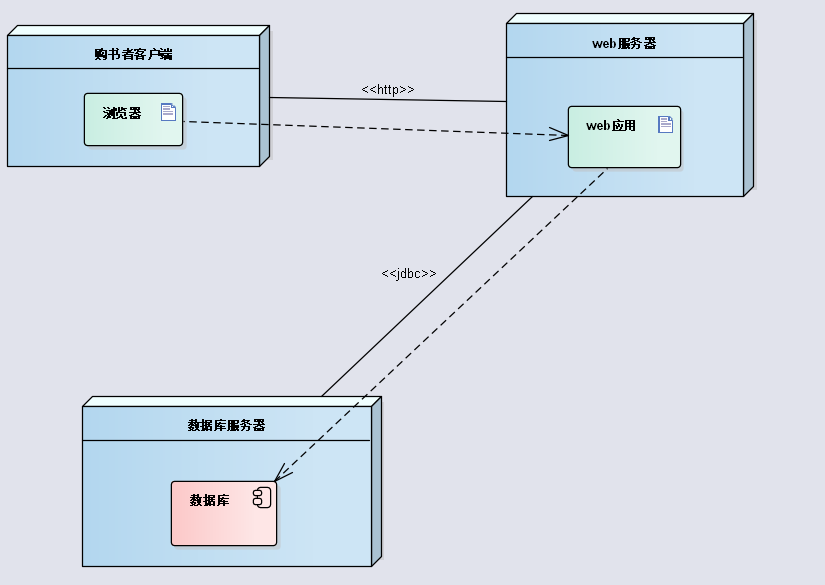 购书者客户端
web服务器
<<http>>
浏览器
web应用
<<jdbc>>
数据库服务器
数据库